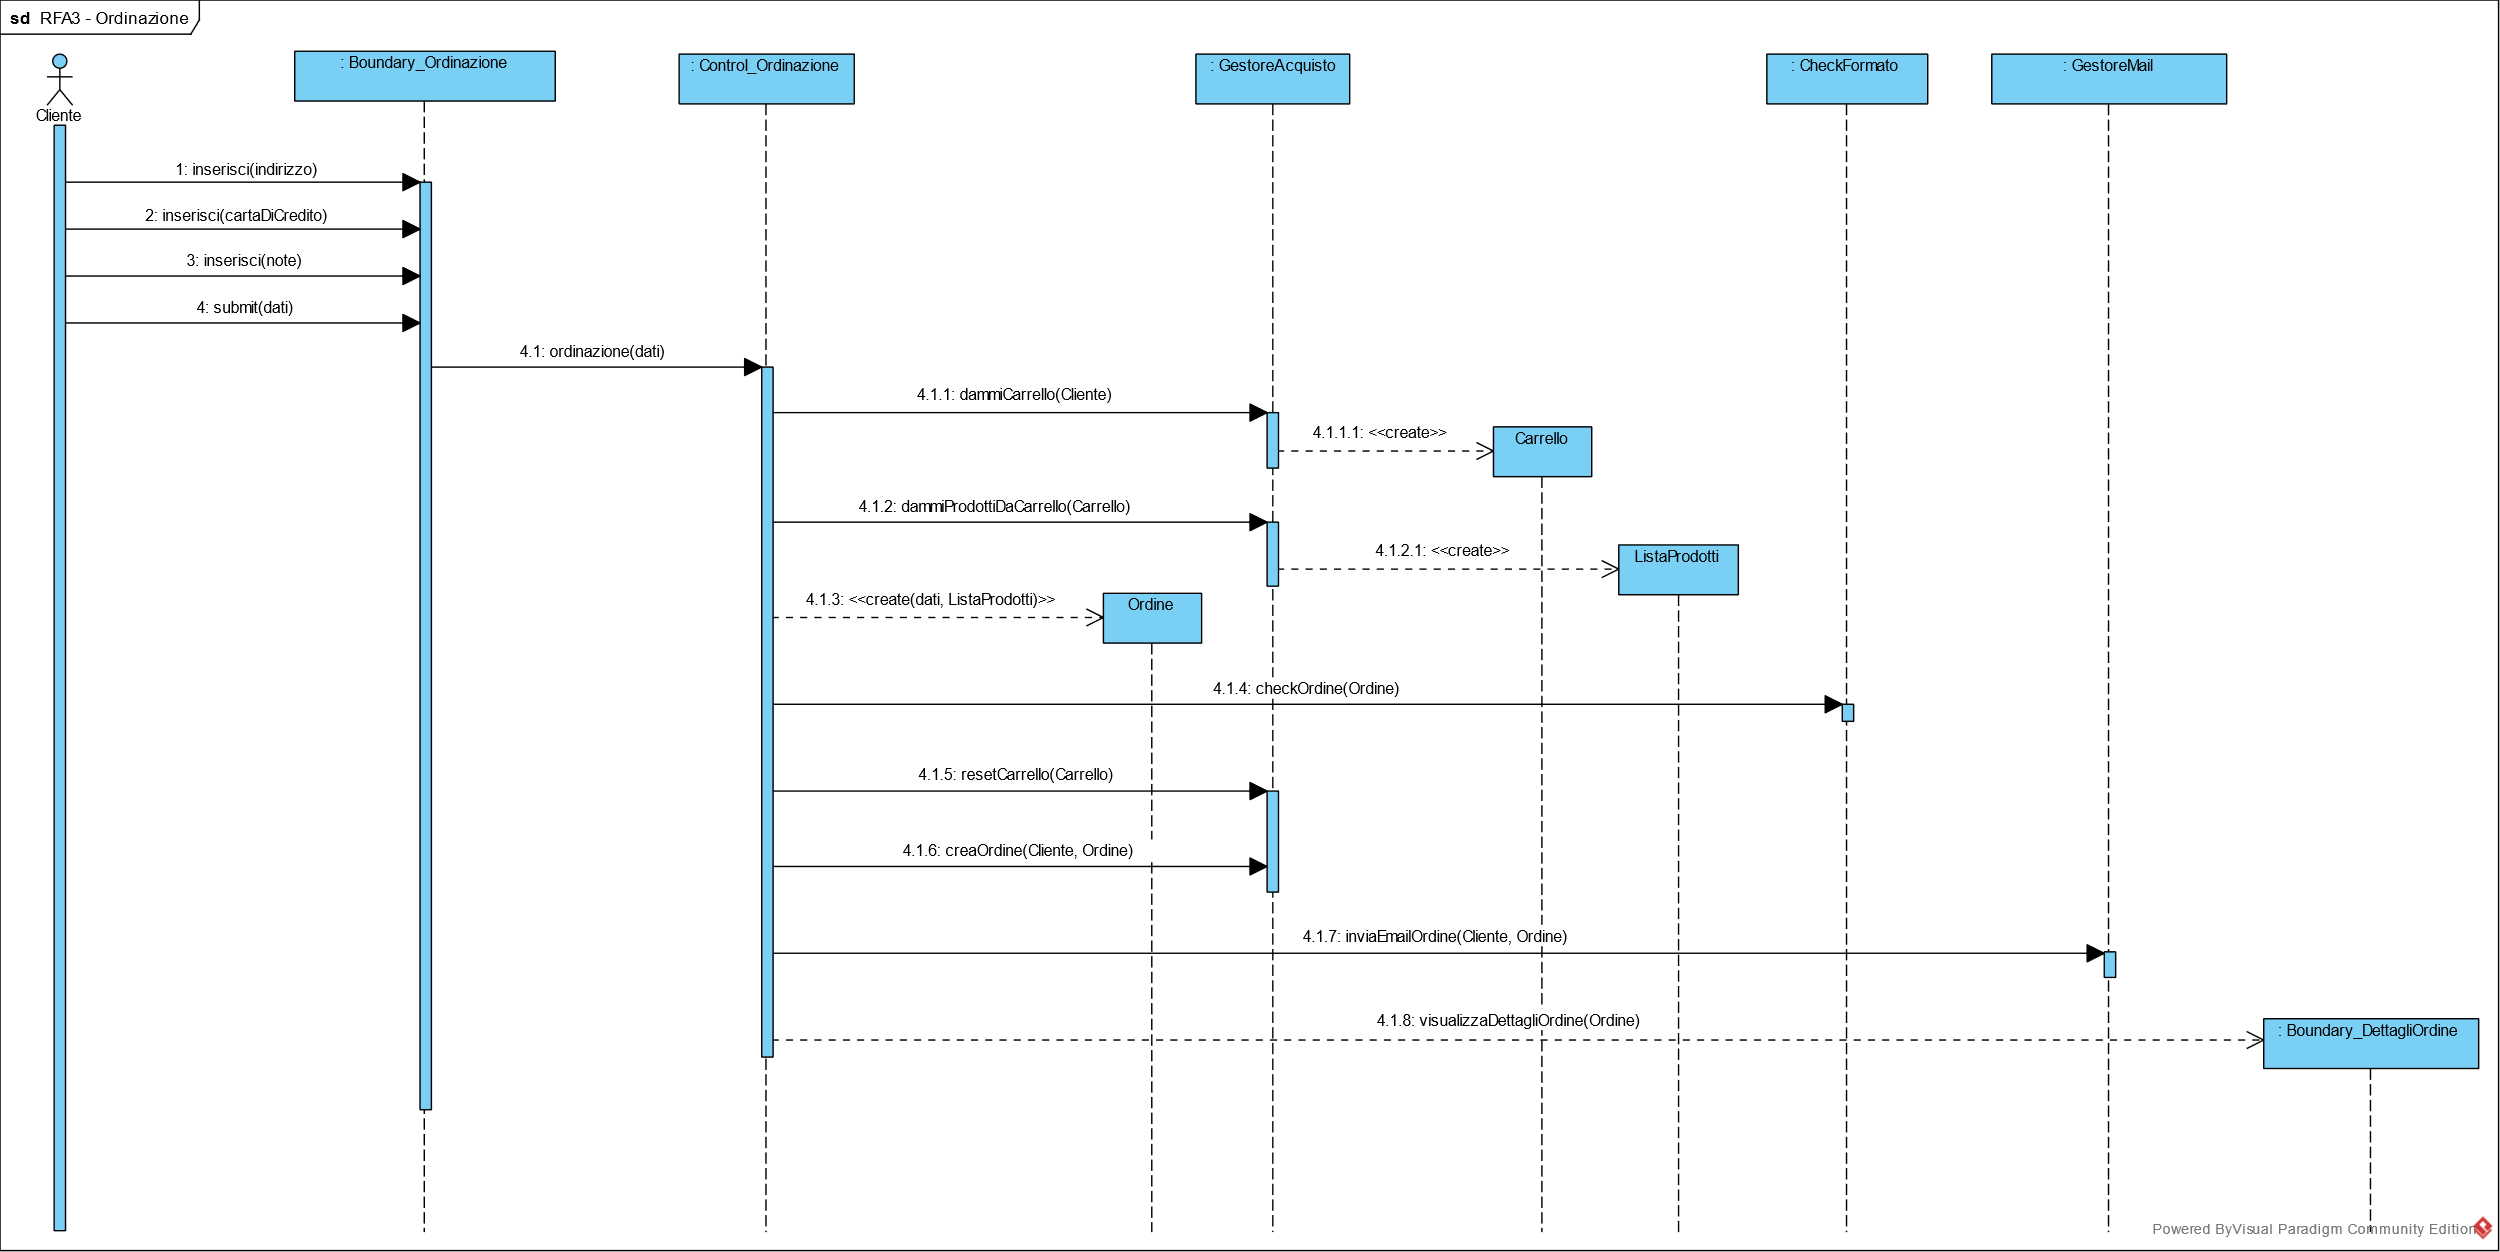 sd RFA3 - Ordinazione
: Boundary_Ordinazione
: Control_Ordinazione
: GestoreAcquisto
: CheckFormato
: GestoreMail
Cliente
1: inserisci(indirizzo)
2: inserisci(cartaDiCredito)
3: inserisci(note)
4: submit(dati)
4.1: ordinazione(dati)
4.1.1: dammiCarrello(Cliente)
4.1.1.1: <<create>>
Carrello
4.1.2: dammiProdottiDaCarrello(Carrello)
4.1.2.1: <<create>>
ListaProdotti
4.1.3: <<create(dati, ListaProdotti)>>
Ordine
4.1.4: checkOrdine(Ordine)
4.1.5: resetCarrello(Carrello)
4.1.6: creaOrdine(Cliente, Ordine)
4.1.7: inviaEmailOrdine(Cliente, Ordine)
4.1.8: visualizzaDettagliOrdine(Ordine)
: Boundary_DettagliOrdine
Powered ByVisual Paradigm Community Edition